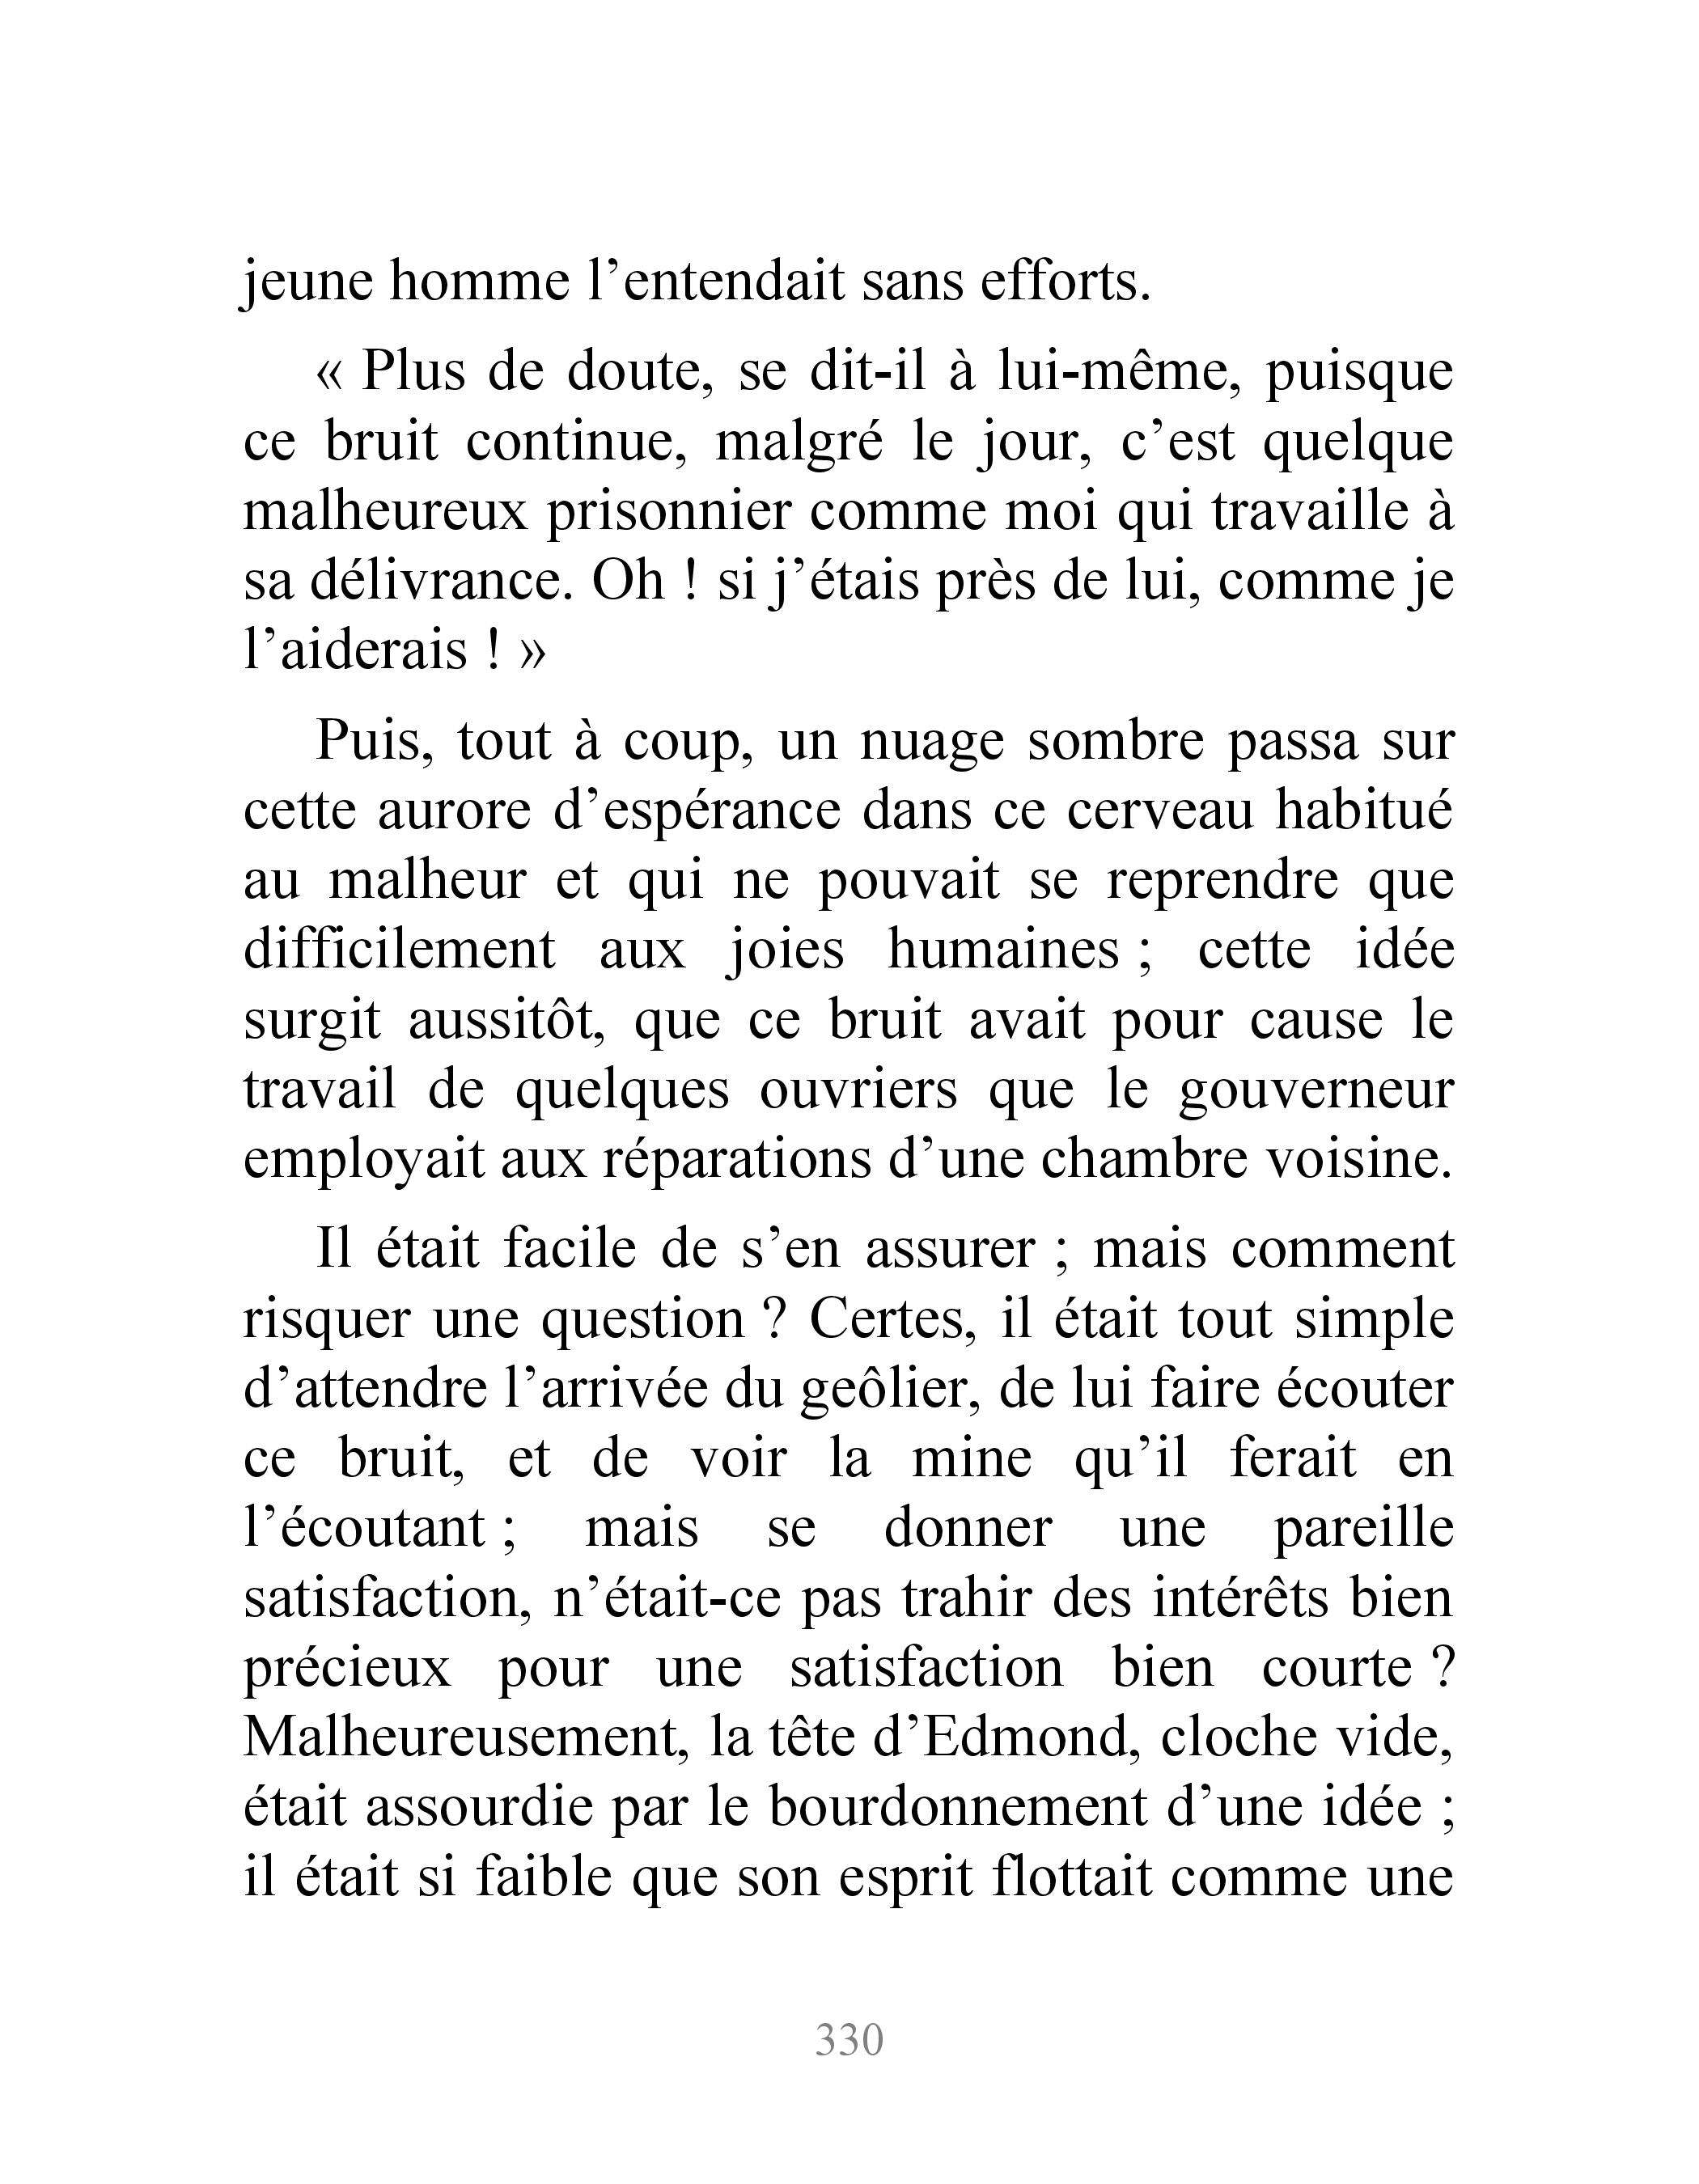 jeune homme l’entendait sans efforts.
« Plus de doute, se dit-il à lui-même, puisque
ce bruit continue, malgré le jour, c’est quelque
malheureux prisonnier comme moi qui travaille à
sa délivrance. Oh ! si j’étais près de lui, comme je
l’aiderais ! »
Puis, tout à coup, un nuage sombre passa sur
cette aurore d’espérance dans ce cerveau habitué
au malheur et qui ne pouvait se reprendre que
difficilement aux joies humaines ; cette idée
surgit aussitôt, que ce bruit avait pour cause le
travail de quelques ouvriers que le gouverneur
employait aux réparations d’une chambre voisine.
Il était facile de s’en assurer ; mais comment
risquer une question ? Certes, il était tout simple
d’attendre l’arrivée du geôlier, de lui faire écouter
ce bruit, et de voir la mine qu’il ferait en
l’écoutant ; mais se donner une pareille
satisfaction, n’était-ce pas trahir des intérêts bien
précieux pour une satisfaction bien courte ?
Malheureusement, la tête d’Edmond, cloche vide,
était assourdie par le bourdonnement d’une idée ;
il était si faible que son esprit flottait comme une
330